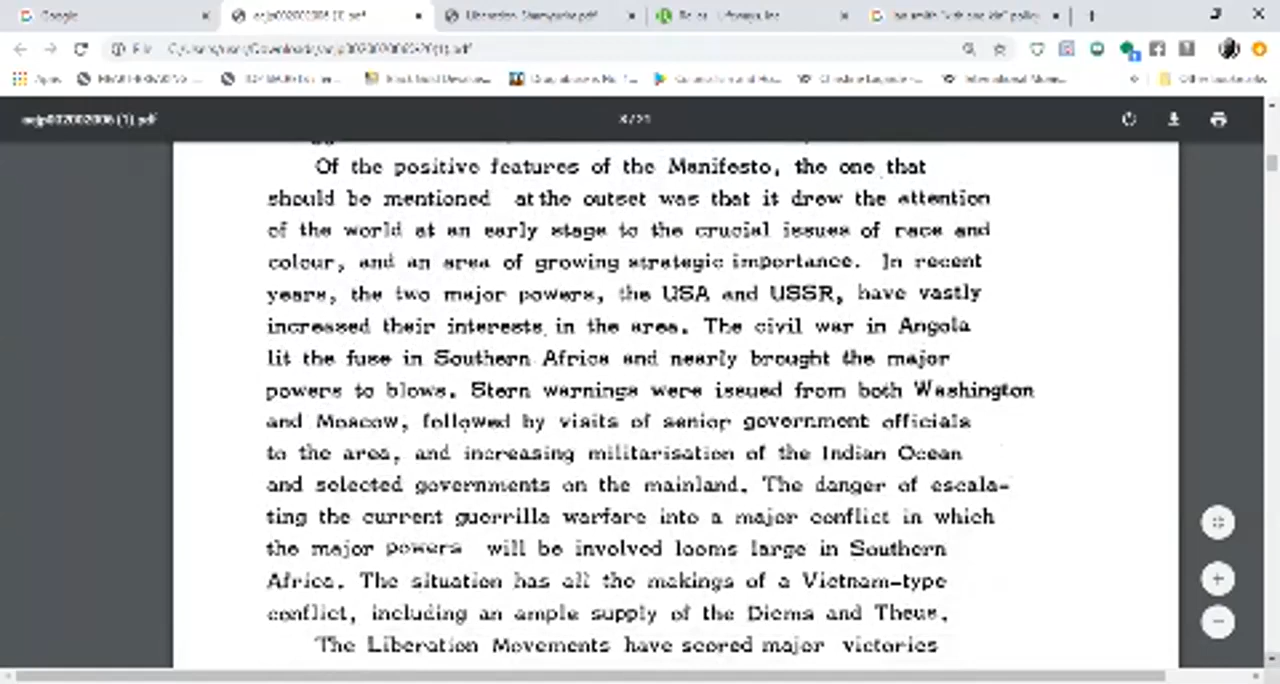 Google
Liberation
aejp002002006 (1).pdf
8 / 21
Of the positive features of the Manifesto, the one that
should be mentioned at the outset was that it drew the attention
of the world at an early stage to the crucial issues of race and
colour, and an area of growing strategic importance. In recent
years, the two major powers, the USA and USSR, have vastly
increased their interests in the area. The civil war in Angola
lit the fuse in Southern Africa and nearly brought the major
powers to blows. Stern warnings were issued from both Washington
and Moscow, followed by visits of senior government officials
to the area, and increasing militarisation of the Indian Ocean
and selected governments on the mainland. The danger of escala-
ting the current guerrilla warfare into a major conflict in which
the major powers will be involved looms large in Southern
Africa. The situation has all the makings of a Vietnam-type
conflict, including an ample supply of the Diems and Theus.
The Liberation Movements have scored major victories